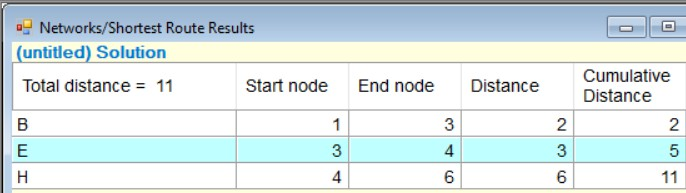 Networks/Shortest Route Results
(untitled) Solution
Total distance = 11 Start node End node Distance Cumulative Distance
B 1 3 2 2
E 3 4 3 5
H 4 6 6 11